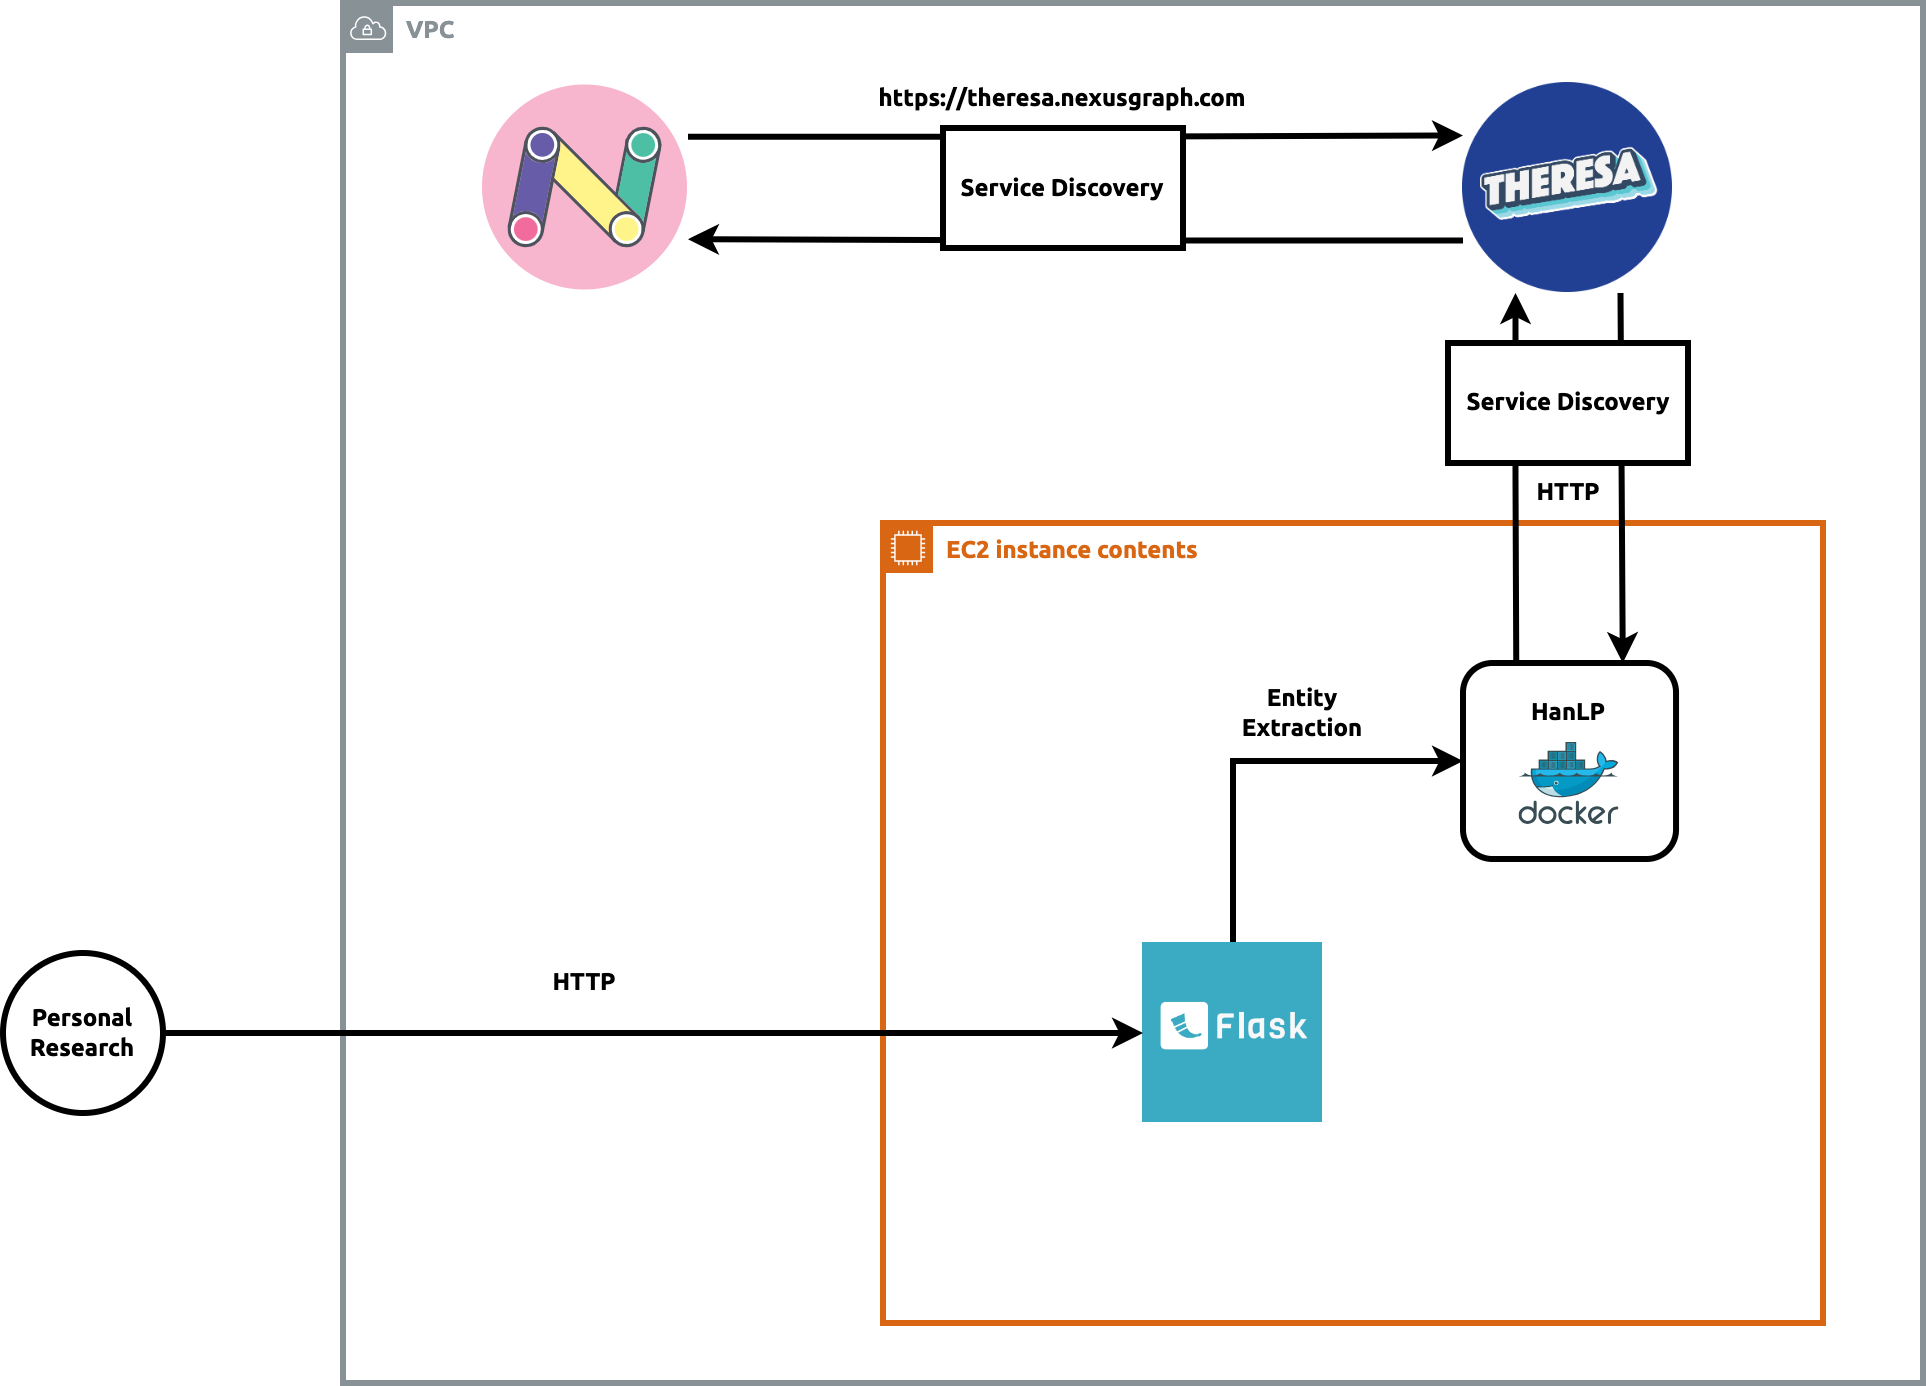 VPC
https://theresa.nexusgraph.com
Service Discovery
THERESA
Service Discovery
HTTP
EC2 instance contents
Entity
Extraction
HanLP
docker
HTTP
Personal
Research
Flask